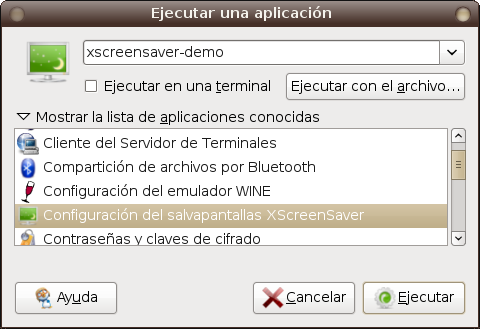 Ejecutar una aplicación
xscreensaver-demo
Ejecutar en una terminal
Ejecutar con el archivo...
Mostrar la lista de aplicaciones conocidas
Cliente del Servidor de Terminales
Compartición de archivos por Bluetooth
Configuración del emulador WINE
Configuración del salvapantallas XScreenSaver
Contraseñas y claves de cifrado
Ayuda
Cancelar
Ejecutar